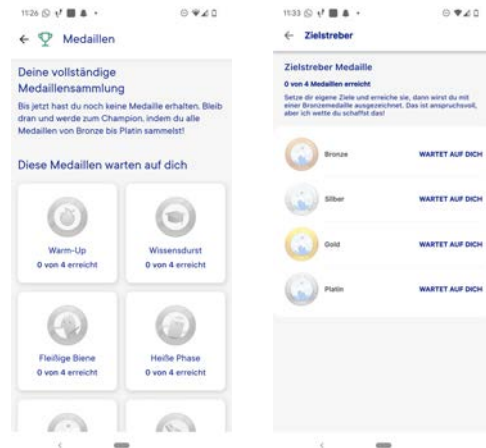 11:26
Medaillen
Deine vollständige
Medaillensammlung
Bis jetzt hast du noch keine Medaille erhalten. Bleib
dran und werde zum Champion, indem du alle
Medaillen von Bronze bis Platin sammelst!
Diese Medaillen warten auf dich
Warm-Up
0 von 4 erreicht
Wissensdurst
0 von 4 erreicht
Fleißige Biene
0 von 4 erreicht
Heiße Phase
0 von 4 erreicht
11:33
Zielstreber
Zielstreber Medaille
0 von 4 Medaillen erreicht
Setze dir eigene Ziele und erreiche sie, dann wirst du mit
einer Bronzemedaille ausgezeichnet. Das ist anspruchsvoll,
aber ich wette du schaffst das!
Bronze WARTET AUF DICH
Silber WARTET AUF DICH
Gold WARTET AUF DICH
Platin WARTET AUF DICH